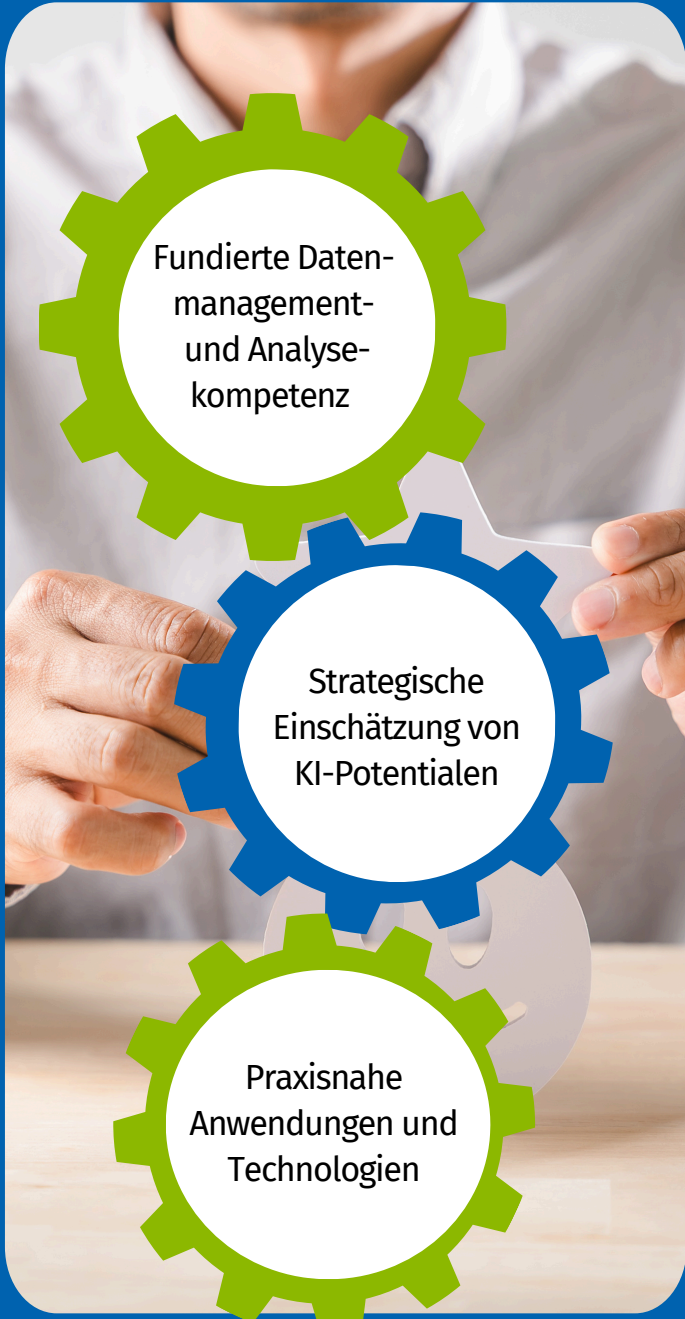 Fundierte Daten-
management-
und Analyse-
kompetenz
Strategische
Einschätzung von
KI-Potentialen
Praxisnahe
Anwendungen und
Technologien